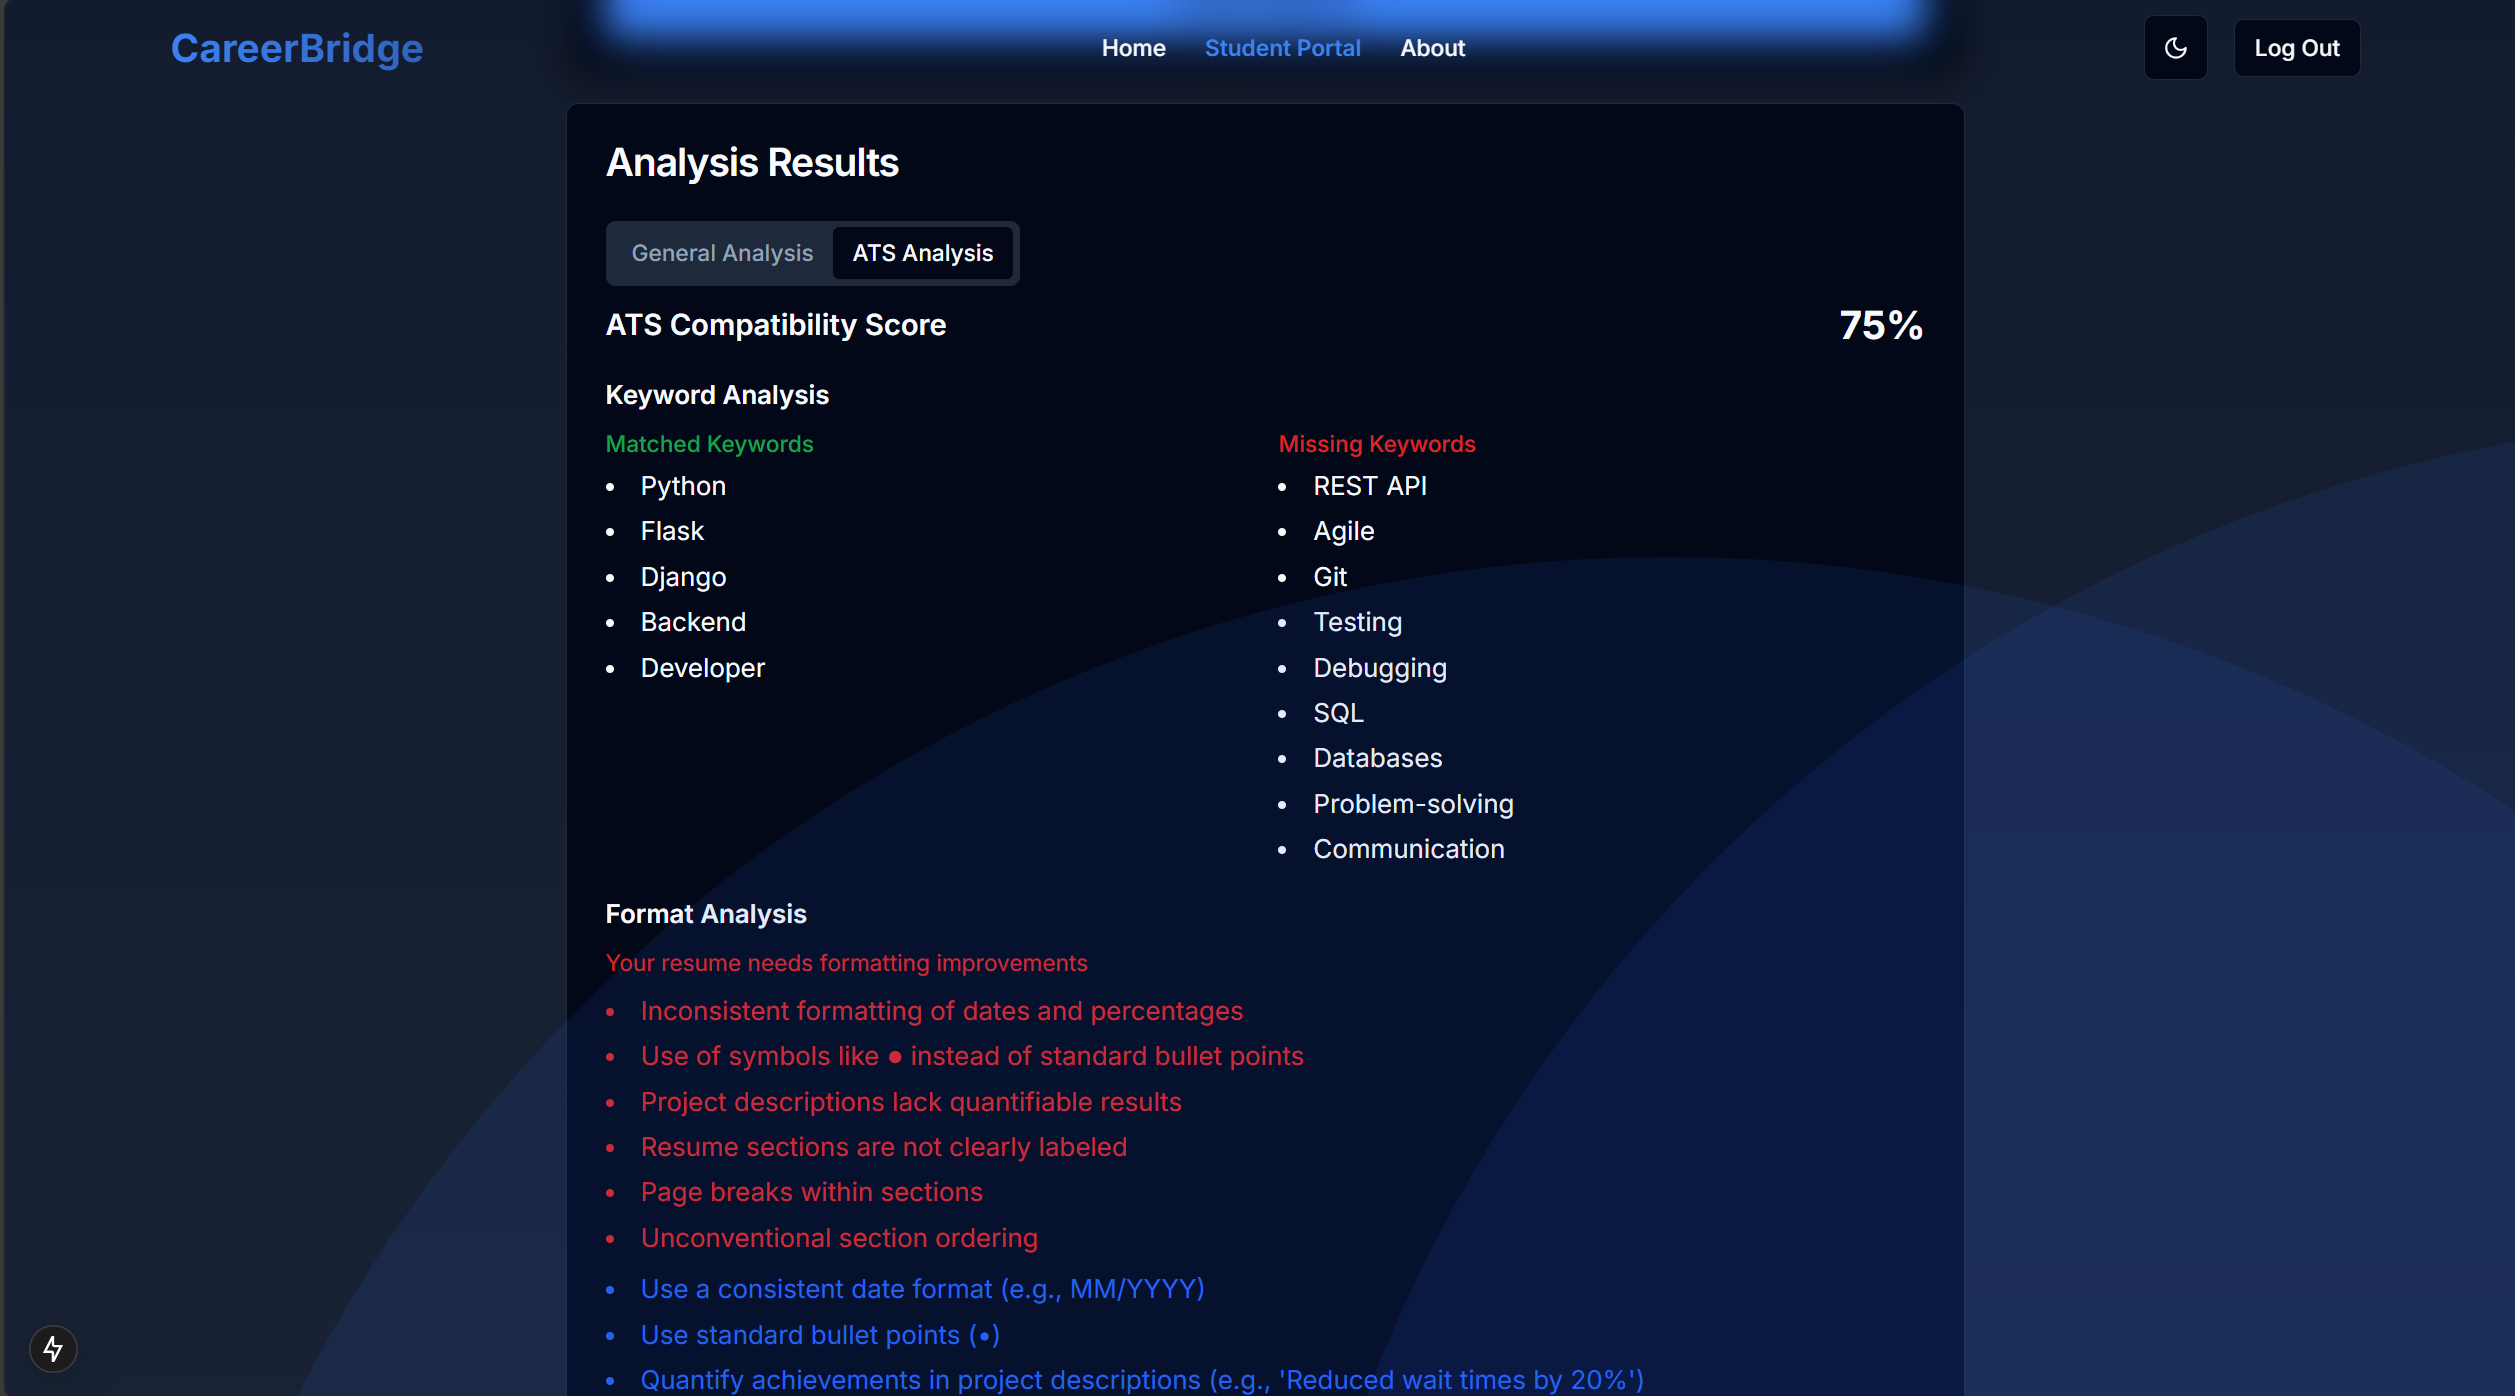 CareerBridge
Home Student Portal About
Log Out
Analysis Results
General Analysis ATS Analysis
ATS Compatibility Score 75%
Keyword Analysis
Matched Keywords
• Python
• Flask
• Django
• Backend
• Developer
Missing Keywords
• REST API
• Agile
• Git
• Testing
• Debugging
• SQL
• Databases
• Problem-solving
• Communication
Format Analysis
Your resume needs formatting improvements
• Inconsistent formatting of dates and percentages
• Use of symbols like ● instead of standard bullet points
• Project descriptions lack quantifiable results
• Resume sections are not clearly labeled
• Page breaks within sections
• Unconventional section ordering
• Use a consistent date format (e.g., MM/YYYY)
• Use standard bullet points (•)
• Quantify achievements in project descriptions (e.g., 'Reduced wait times by 20%')